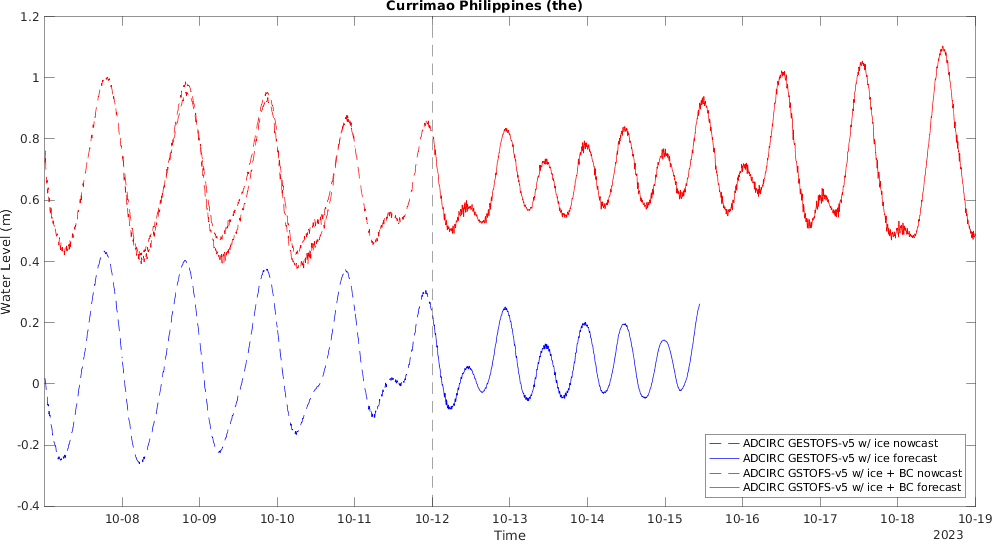 Currimao Philippines (the)
1.2
1
0.8
0.6
0.4
0.2
0
-0.2
-0.4
Water Level (m)
ADCIRC GESTOFS-v5 w/ ice nowcast
ADCIRC GESTOFS-v5 w/ ice forecast
ADCIRC GSTOFS-v5 w/ ice + BC nowcast
ADCIRC GSTOFS-v5 w/ ice + BC forecast
10-08 10-09 10-10 10-11 10-12 10-13 10-14 10-15 10-16 10-17 10-18 10-19
Time
2023